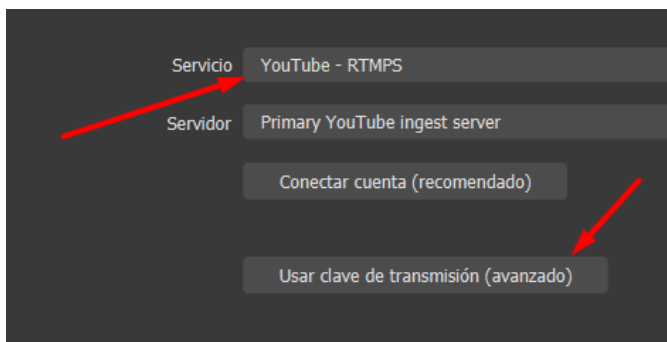 Servicio YouTube - RTMPS
Servidor Primary YouTube ingest server
Conectar cuenta (recomendado)
Usar clave de transmisión (avanzado)